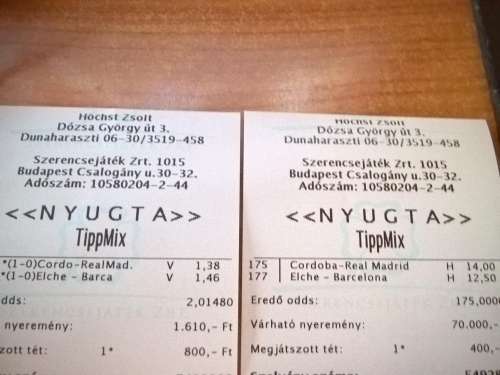 Höchst Zsolt
Dózsa György út 3.
Dunaharaszti 06-30/3519-458
Szerencsejáték Zrt. 1015
Budapest Csalogány u.30-32.
Adószám: 10580204-2-44
<<NYUGTA>>
TippMix
*(1-0)Cordo-RealMad. V 1,38
*(1-0)Elche - Barca V 1,46
odds: 2,01480
nyeremény: 1.610,- Ft
szott tét: 1* 800,- Ft
Höchst Zsolt
Dózsa György út 3.
Dunaharaszti 06-30/3519-458
Szerencsejáték Zrt. 1015
Budapest Csalogány u.30-32.
Adószám: 10580204-2-44
<<NYUGTA>>
TippMix
175 Cordoba-Real Madrid H 14,00
177 Elche - Barcelona H 12,50
Eredő odds: 175,0000
Várható nyeremény: 70.000,-
Megjátszott tét: 1* 400,-